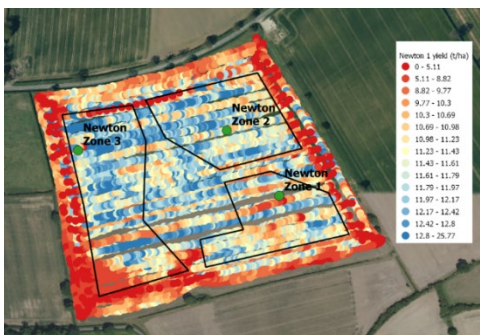 Newton 1 yield (t/ha)
0 - 5.11
5.11 - 8.82
8.82 - 9.77
9.77 - 10.3
10.3 - 10.69
10.69 - 10.98
10.98 - 11.23
11.23 - 11.43
11.43 - 11.61
11.61 - 11.79
11.79 - 11.97
11.97 - 12.17
12.17 - 12.42
12.42 - 12.8
12.8 - 25.77
Newton
Zone 2
Newton
Zone 3
Newton
Zone 1